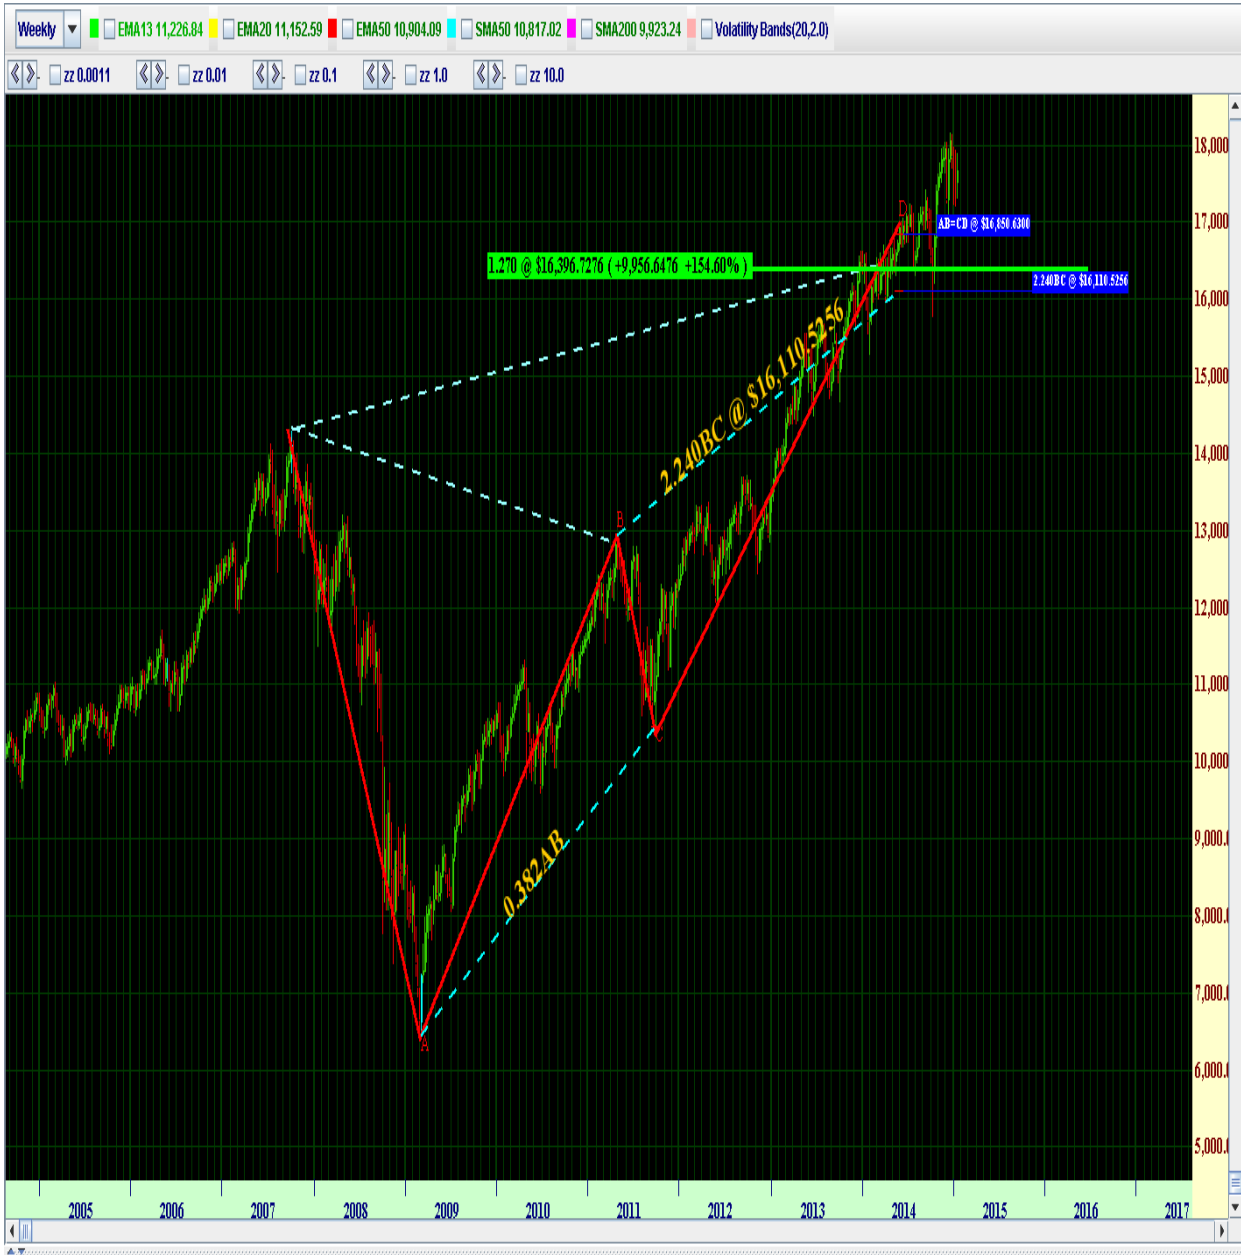 Weekly EMA13 11,226.84 EMA20 11,152.59 EMA50 10,904.09 SMA50 10,817.02 SMA200 9,923.24 Volatility Bands(20,2.0)
zz 0.0011 zz 0.01 zz 0.1 zz 1.0 zz 10.0
18,000
D
17,000
AB=CD @ $16,850.6300
1.270 @ $16,396.7276 ( +9,956.6476 +154.60% )
2.240BC @ $16,110.5256
16,000
2.240BC @ $16,110.5256
15,000
14,000
B
13,000
12,000
11,000
C
10,000
0.382AB
9,000.0
8,000.0
7,000.0
A
6,000.0
5,000.0
2005 2006 2007 2008 2009 2010 2011 2012 2013 2014 2015 2016 2017